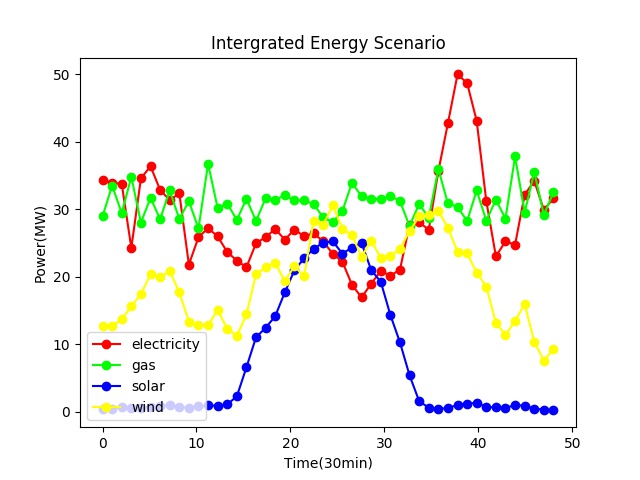 Intergrated Energy Scenario
Power(MW)
50
40
30
20
10
0
electricity
gas
solar
wind
0 10 20 30 40 50
Time(30min)